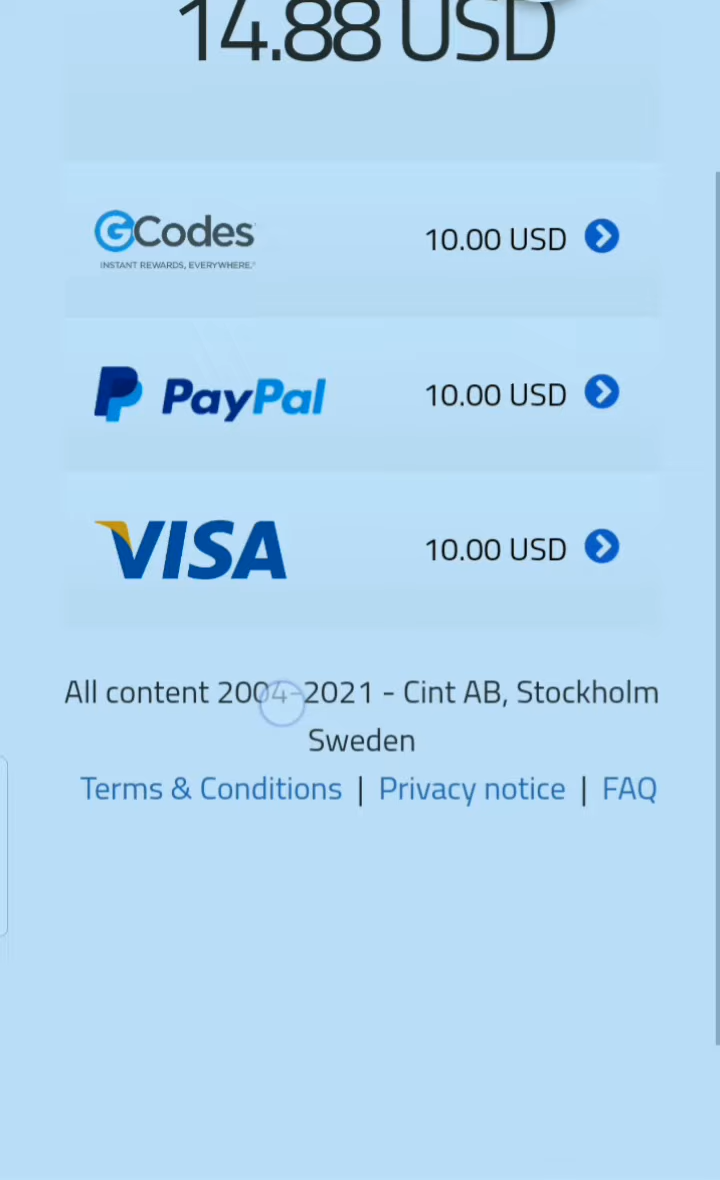 14.88 USD
GCodes
INSTANT REWARDS, EVERYWHERE.
10.00 USD
PayPal
10.00 USD
VISA
10.00 USD
All content 2004-2021 - Cint AB, Stockholm
Sweden
Terms & Conditions | Privacy notice | FAQ